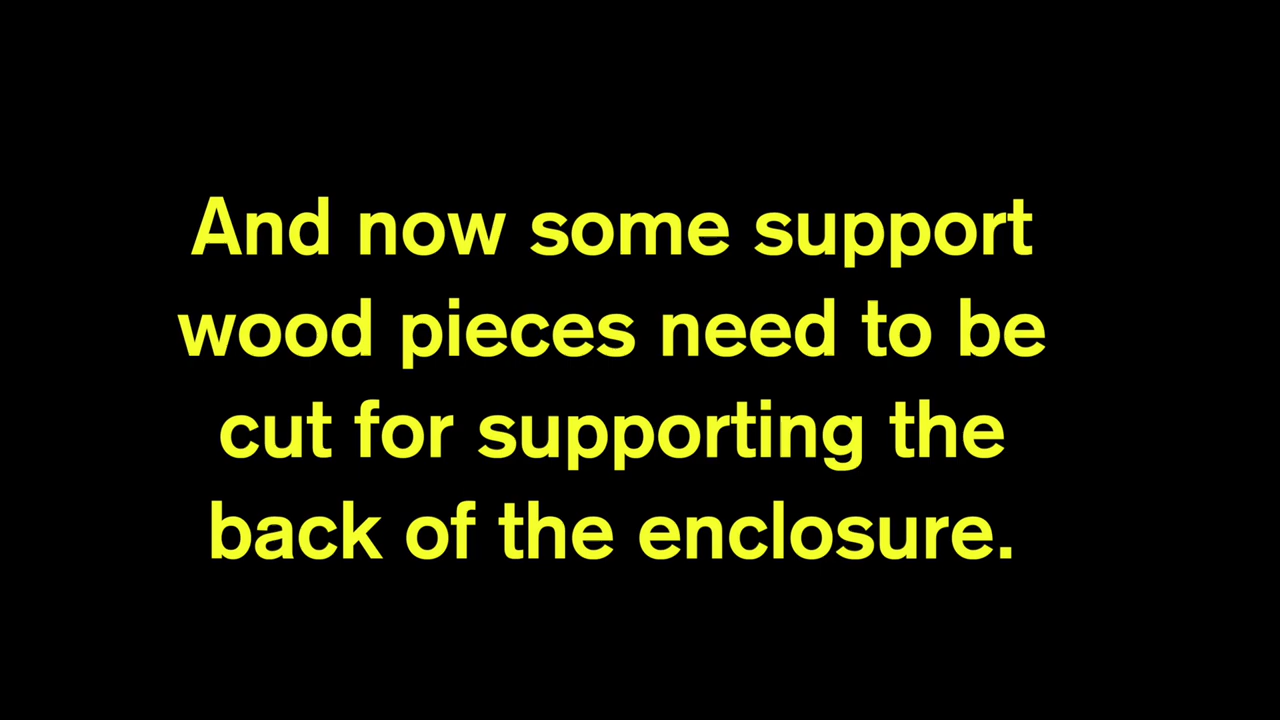 And now some support
wood pieces need to be
cut for supporting the
back of the enclosure.